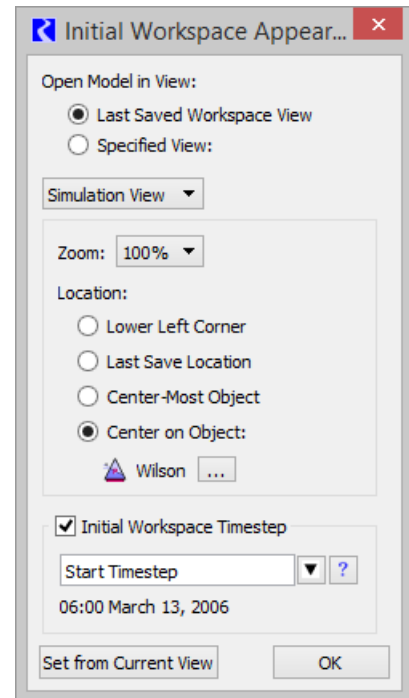 Initial Workspace Appear...
Open Model in View:
Last Saved Workspace View
Specified View:
Simulation View
Zoom: 100%
Location:
Lower Left Corner
Last Save Location
Center-Most Object
Center on Object:
Wilson ...
Initial Workspace Timestep
Start Timestep ?
06:00 March 13, 2006
Set from Current View OK